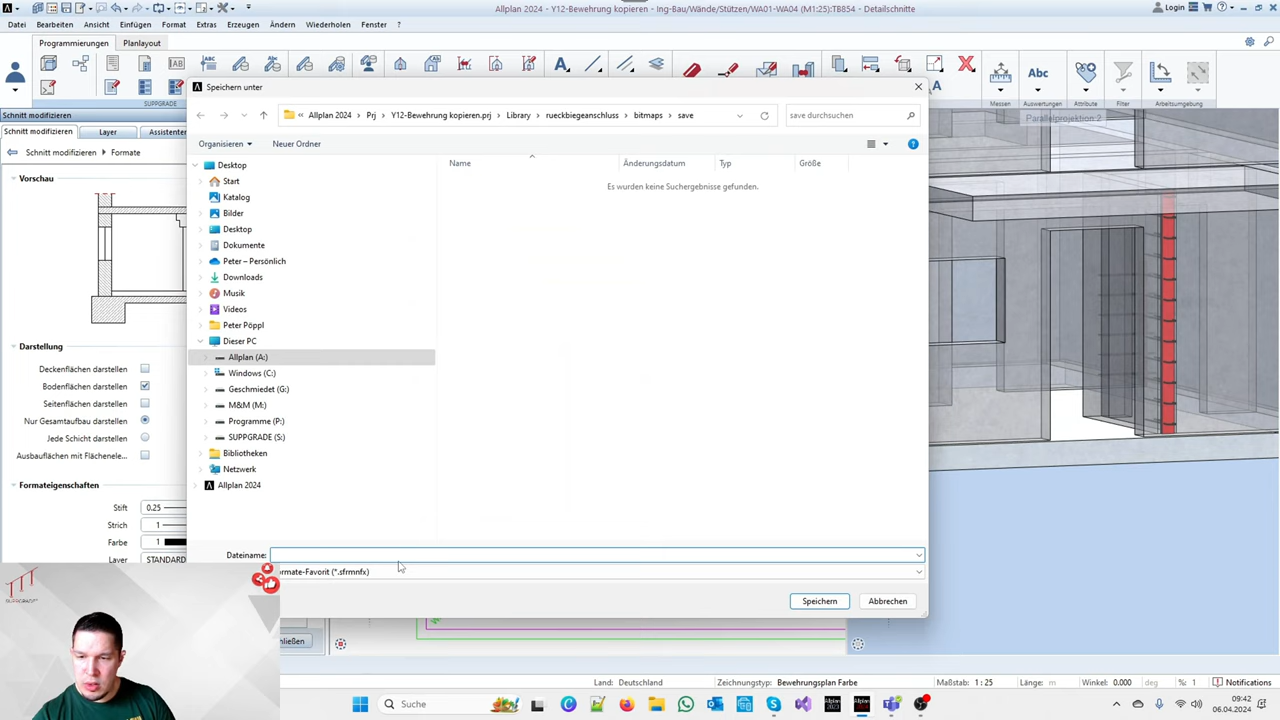 Allplan 2024 - Y12-Bewehrung kopieren - Ing-Bau/Wände/Stützen/WA01-WA04 (M1:25):TB854 - Detailschnitte
Login
Datei Bearbeiten Ansicht Einfügen Format Extras Erzeugen Ändern Wiederholen Fenster ?
Programmierungen Planlayout
SUPPGRADE
Messen Auswertungen Attribute Filter Arbeitsumgebung
Schnitt modifizieren
Schnitt modifizieren Layer Assistenten
Schnitt modifizieren Formate
Vorschau
Darstellung
Deckenflächen darstellen
Bodenflächen darstellen
Seitenflächen darstellen
Nur Gesamtaufbau darstellen
Jede Schicht darstellen
Ausbauflächen mit Flächenele...
Formateigenschaften
Stift 0.25
Strich 1
Farbe 1
Layer STANDARD
Speichern unter
« Allplan 2024 Prj Y12-Bewehrung kopieren.prj Library rueckbiegeanschluss bitmaps save
save durchsuchen
Organisieren Neuer Ordner
Name Änderungsdatum Typ Größe
Es wurden keine Suchergebnisse gefunden.
Desktop
Start
Katalog
Bilder
Desktop
Dokumente
Peter – Persönlich
Downloads
Musik
Videos
Peter Pöppl
Dieser PC
Allplan (A:)
Windows (C:)
Geschmiedet (G:)
M&M (M:)
Programme (P:)
SUPPGRADE (S:)
Bibliotheken
Netzwerk
Allplan 2024
Dateiname:
ormate-Favorit (*.sfrmnfx)
Speichern Abbrechen
Parallelprojektion:2
ließen
SUPPGRADE
Land: Deutschland Zeichnungstyp: Bewehrungsplan Farbe Maßstab: 1 : 25 Länge: m Winkel: 0.000 deg %: 1 Notifications
Suche
09:42
06.04.2024